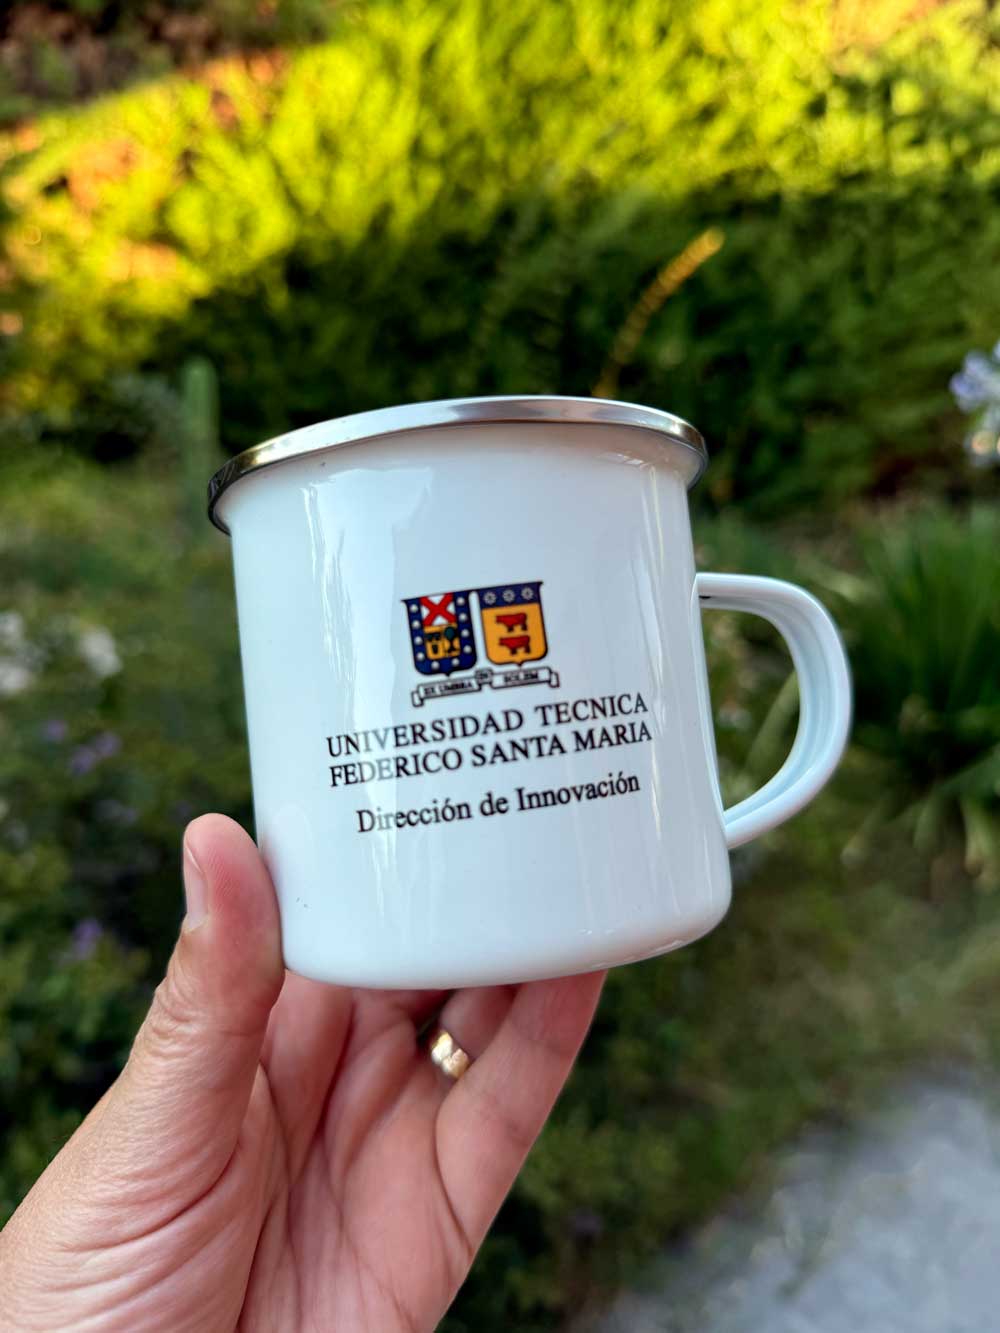 EX UMBRA IN SOLEM
UNIVERSIDAD TECNICA
FEDERICO SANTA MARIA
Dirección de Innovación